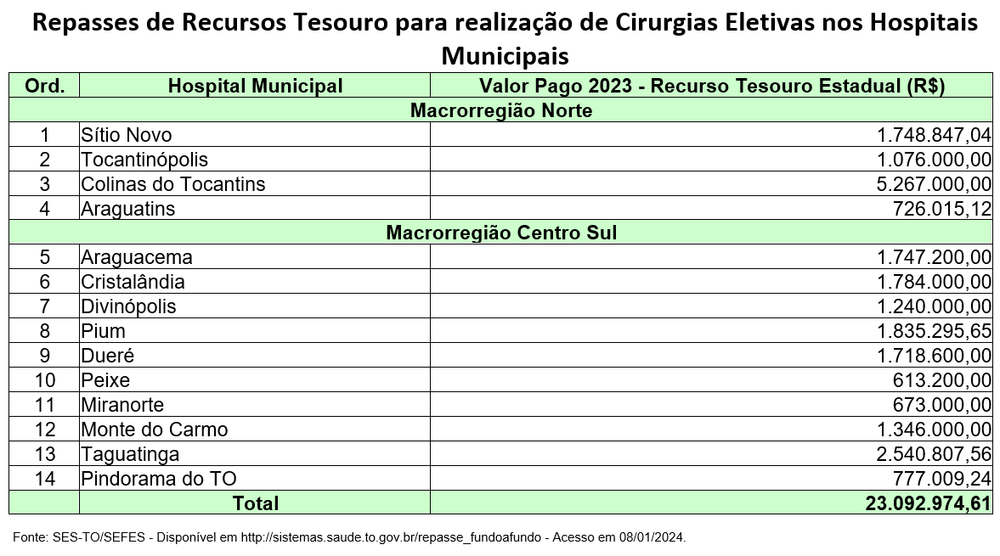 Repasses de Recursos Tesouro para realização de Cirurgias Eletivas nos Hospitais
Municipais
Ord. Hospital Municipal Valor Pago 2023 - Recurso Tesouro Estadual (R$)
Macrorregião Norte
1 Sítio Novo 1.748.847,04
2 Tocantinópolis 1.076.000,00
3 Colinas do Tocantins 5.267.000,00
4 Araguatins 726.015,12
Macrorregião Centro Sul
5 Araguacema 1.747.200,00
6 Cristalândia 1.784.000,00
7 Divinópolis 1.240.000,00
8 Pium 1.835.295,65
9 Dueré 1.718.600,00
10 Peixe 613.200,00
11 Miranorte 673.000,00
12 Monte do Carmo 1.346.000,00
13 Taguatinga 2.540.807,56
14 Pindorama do TO 777.009,24
Total 23.092.974,61
Fonte: SES-TO/SEFES - Disponível em http://sistemas.saude.to.gov.br/repasse_fundoafundo - Acesso em 08/01/2024.